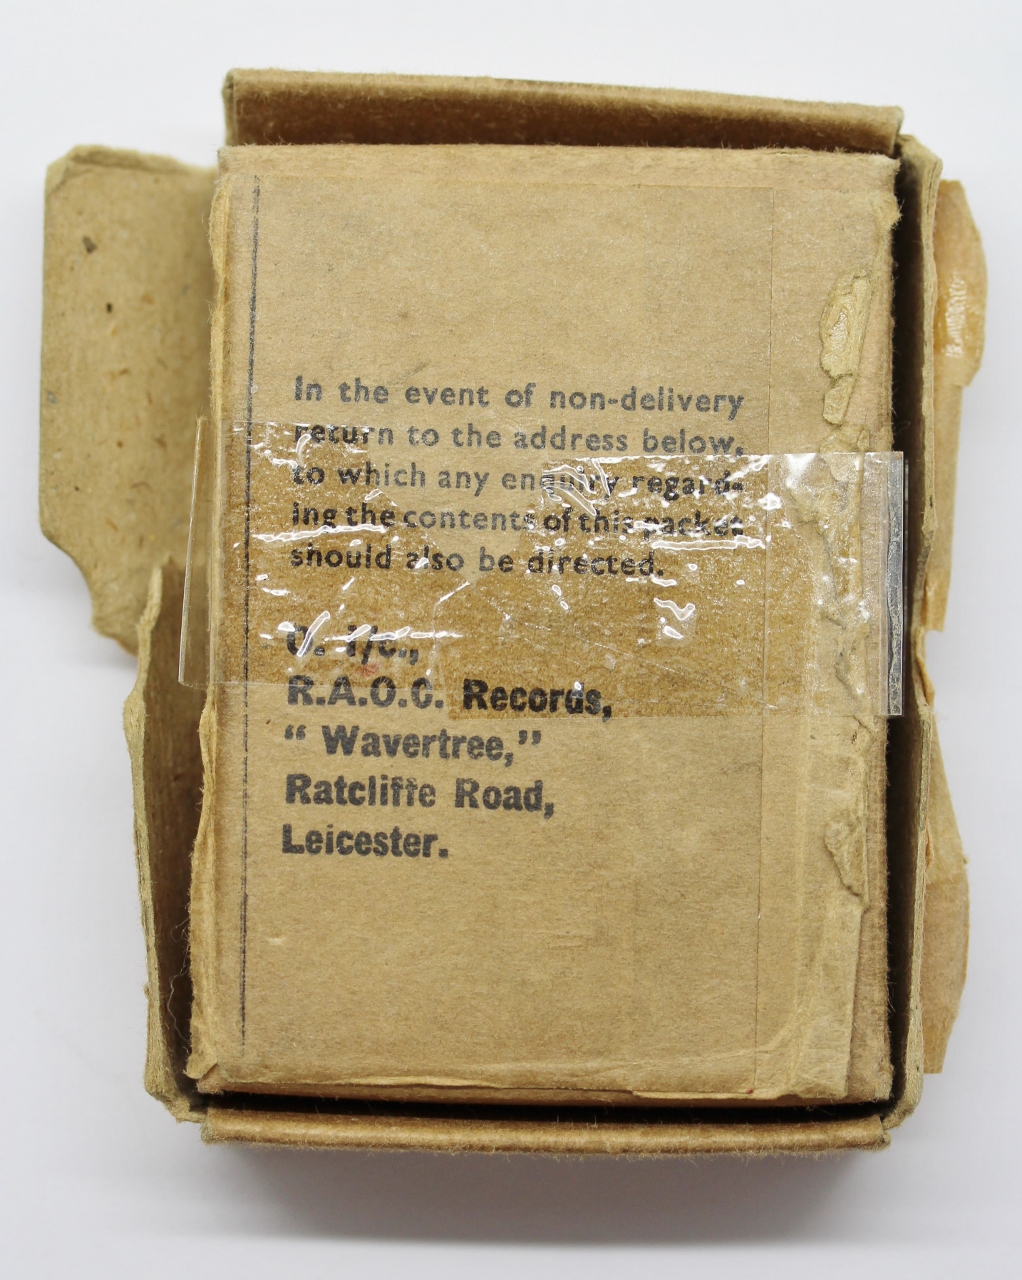 In the event of non-delivery
return to the address below,
to which any enquiry regard-
ing the contents of this packet
should also be directed.
O. i/c.,
R.A.O.C. Records,
“ Wavertree,”
Ratcliffe Road,
Leicester.